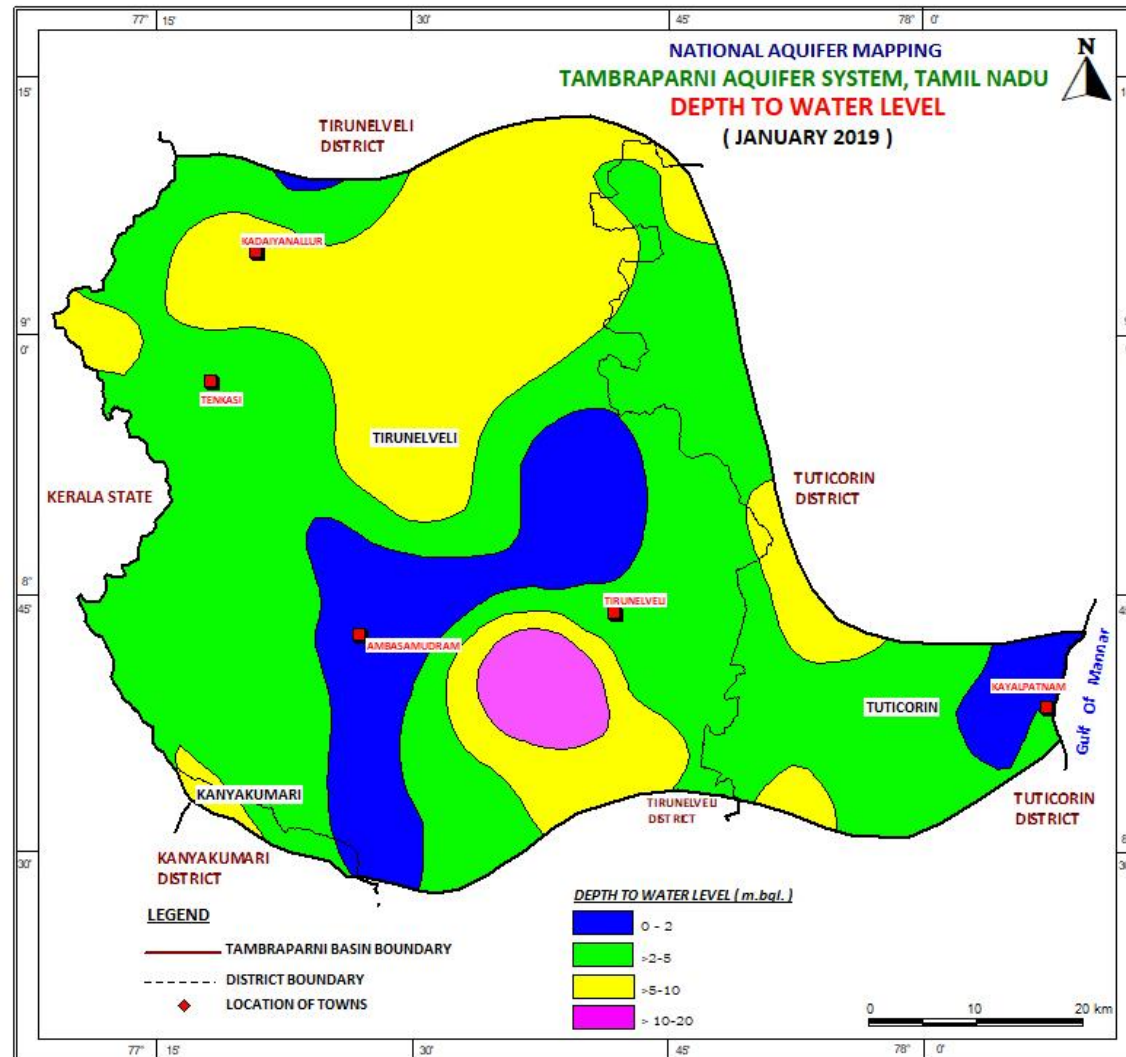 77° 15'
30'
45'
78° 0'
NATIONAL AQUIFER MAPPING
TAMBRAPARNI AQUIFER SYSTEM, TAMIL NADU
DEPTH TO WATER LEVEL
( JANUARY 2019 )
N
15'
TIRUNELVELI
DISTRICT
KADAIYANALLUR
9°
0'
TENKASI
TIRUNELVELI
KERALA STATE
TUTICORIN
DISTRICT
8°
45'
TIRUNELVELI
AMBASAMUDRAM
KAYALPATNAM
TUTICORIN
Gulf Of Mannar
KANYAKUMARI
TIRUNELVELI
DISTRICT
TUTICORIN
DISTRICT
KANYAKUMARI
DISTRICT
30'
LEGEND
TAMBRAPARNI BASIN BOUNDARY
DISTRICT BOUNDARY
LOCATION OF TOWNS
DEPTH TO WATER LEVEL ( m.bgl. )
0 - 2
>2-5
>5-10
> 10-20
0 10 20 km
77° 15'
30'
45'
78° 0'